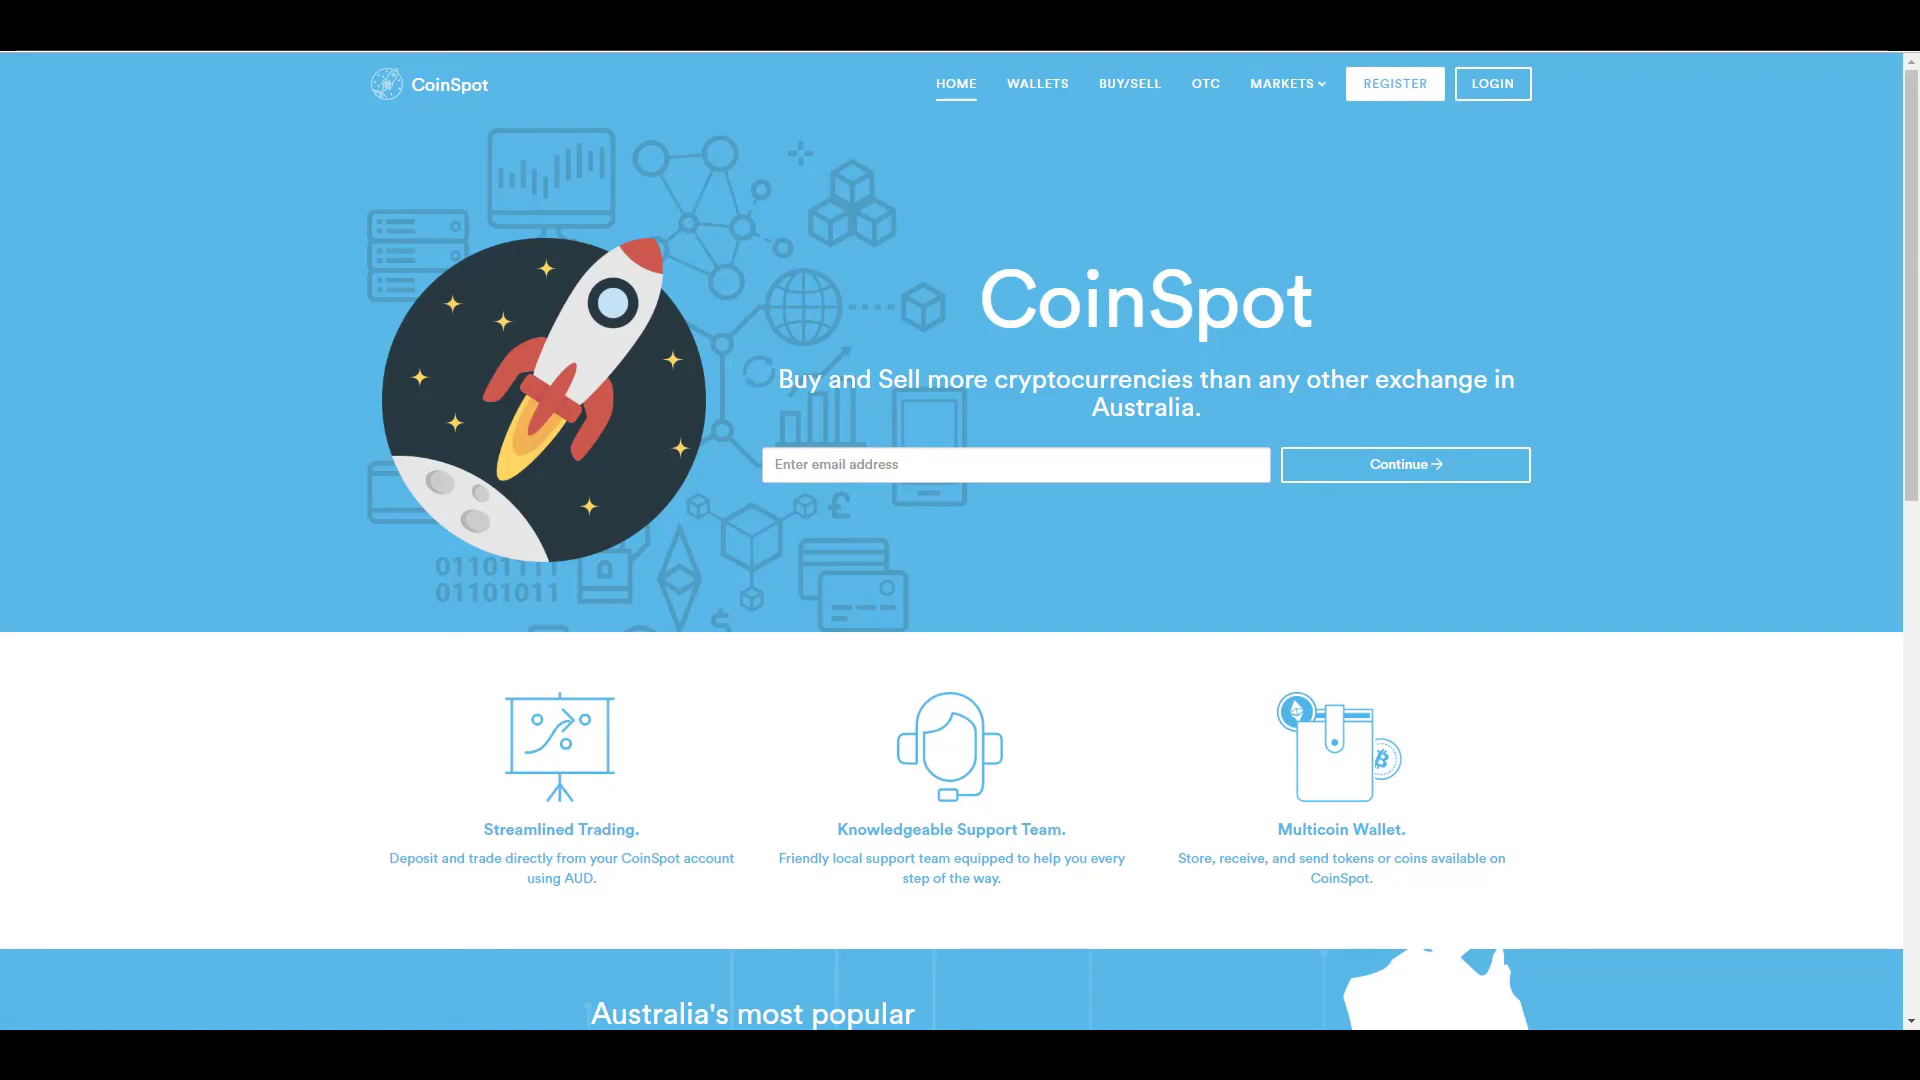 CoinSpot
HOME
WALLETS
BUY/SELL
OTC
MARKETS
REGISTER
LOGIN
CoinSpot
Buy and Sell more cryptocurrencies than any other exchange in
Australia.
Enter email address
Continue
01101111
01101011
Streamlined Trading.
Deposit and trade directly from your CoinSpot account
using AUD.
Knowledgeable Support Team.
Friendly local support team equipped to help you every
step of the way.
Multicoin Wallet.
Store, receive, and send tokens or coins available on
CoinSpot.
Australia's most popular